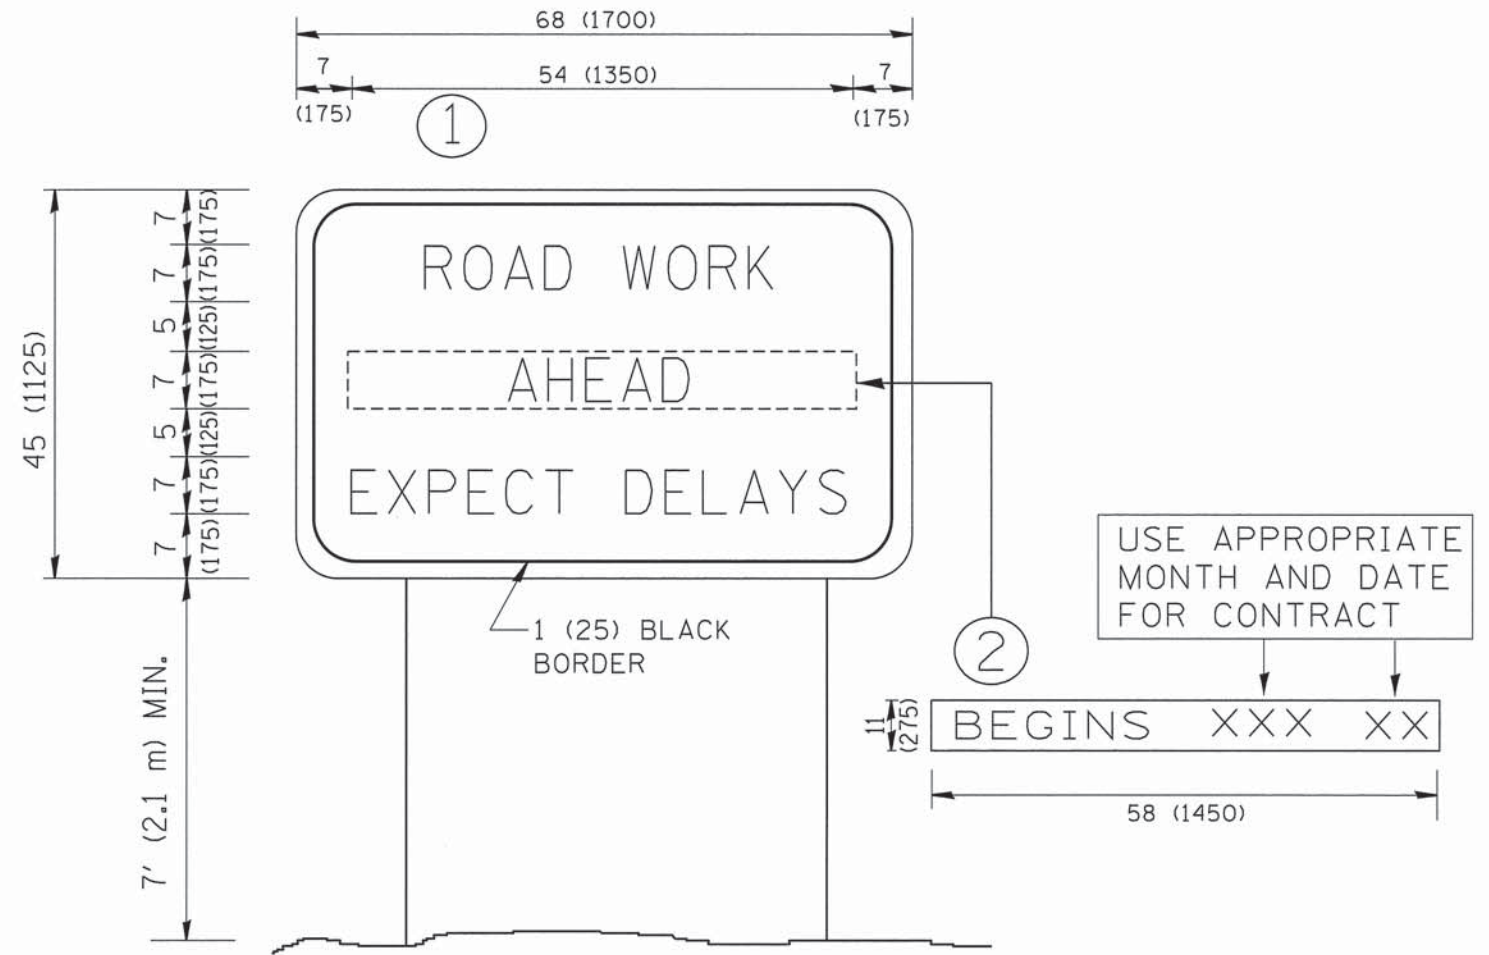 68 (1700)
7
54 (1350)
7
(175)
(175)
1
45 (1125)
7 (175)
7 (175)
5 (125)
7 (175)
5 (125)
7 (175)
7 (175)
ROAD WORK
AHEAD
EXPECT DELAYS
1 (25) BLACK
BORDER
7' (2.1 m) MIN.
2
USE APPROPRIATE
MONTH AND DATE
FOR CONTRACT
11
(275)
BEGINS XXX XX
58 (1450)